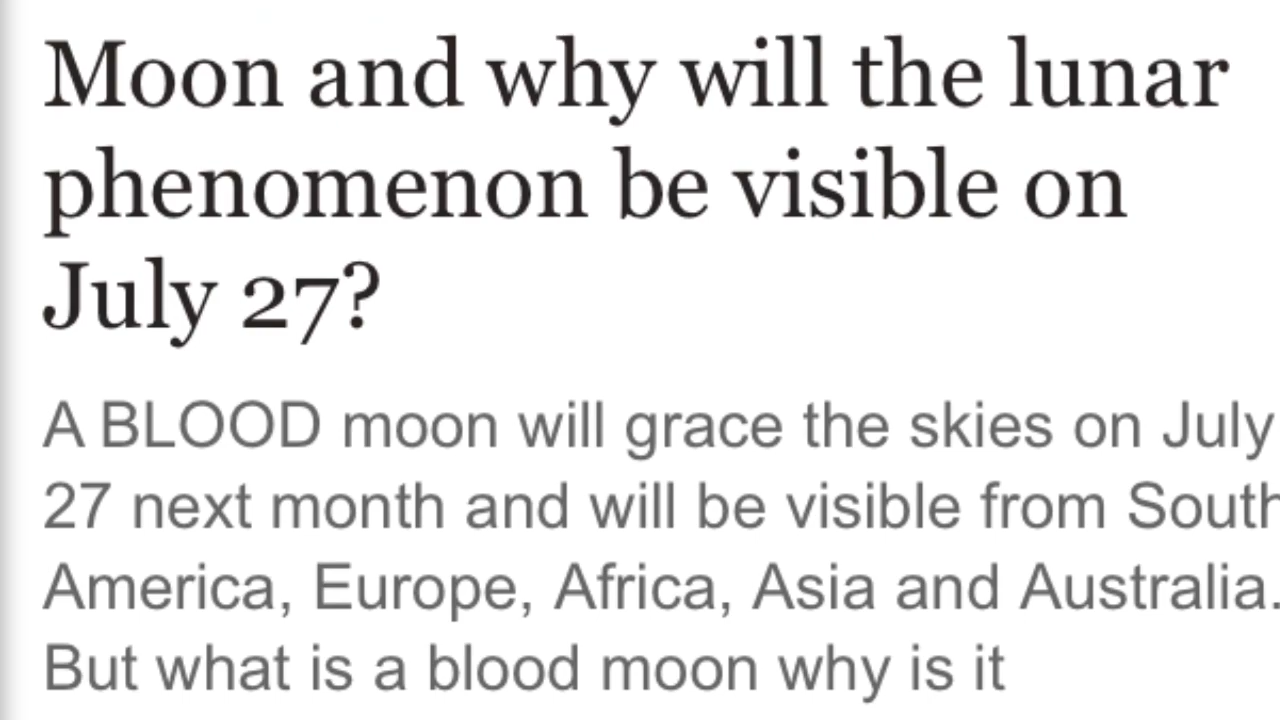 Moon and why will the lunar
phenomenon be visible on
July 27?
A BLOOD moon will grace the skies on July
27 next month and will be visible from South
America, Europe, Africa, Asia and Australia.
But what is a blood moon why is it